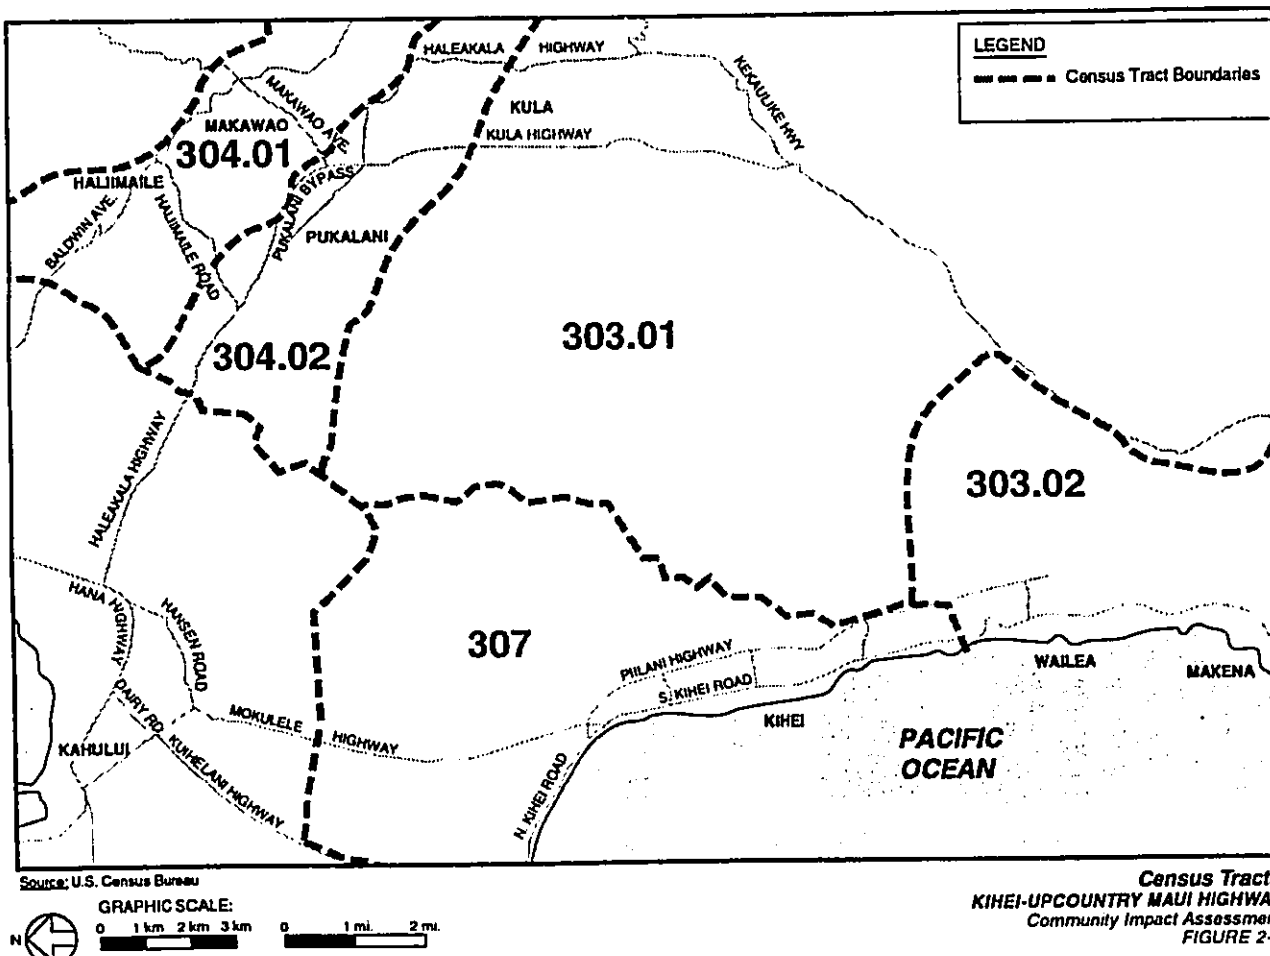 LEGEND
Census Tract Boundaries
HALEAKALA HIGHWAY
KEKAULIKE HWY
MAKAWAO AVE
KULA
KULA HIGHWAY
MAKAWAO
304.01
HALIIMAILE
PUKALANI BYPASS
BALDWIN AVE.
HALIIMAILE ROAD
PUKALANI
304.02
303.01
303.02
HALEAKALA HIGHWAY
HANA HIGHWAY
HANSEN ROAD
307
PIILANI HIGHWAY
S. KIHEI ROAD
WAILEA
MAKENA
DAIRY RD.
MOKULELE HIGHWAY
KIHEI
KAHULUI
KUIHELANI HIGHWAY
N. KIHEI ROAD
PACIFIC
OCEAN
Source: U.S. Census Bureau
GRAPHIC SCALE:
0 1 km 2 km 3 km
0 1 mi. 2 mi.
N
Census Tract
KIHEI-UPCOUNTRY MAUI HIGHWA
Community Impact Assessme
FIGURE 2-